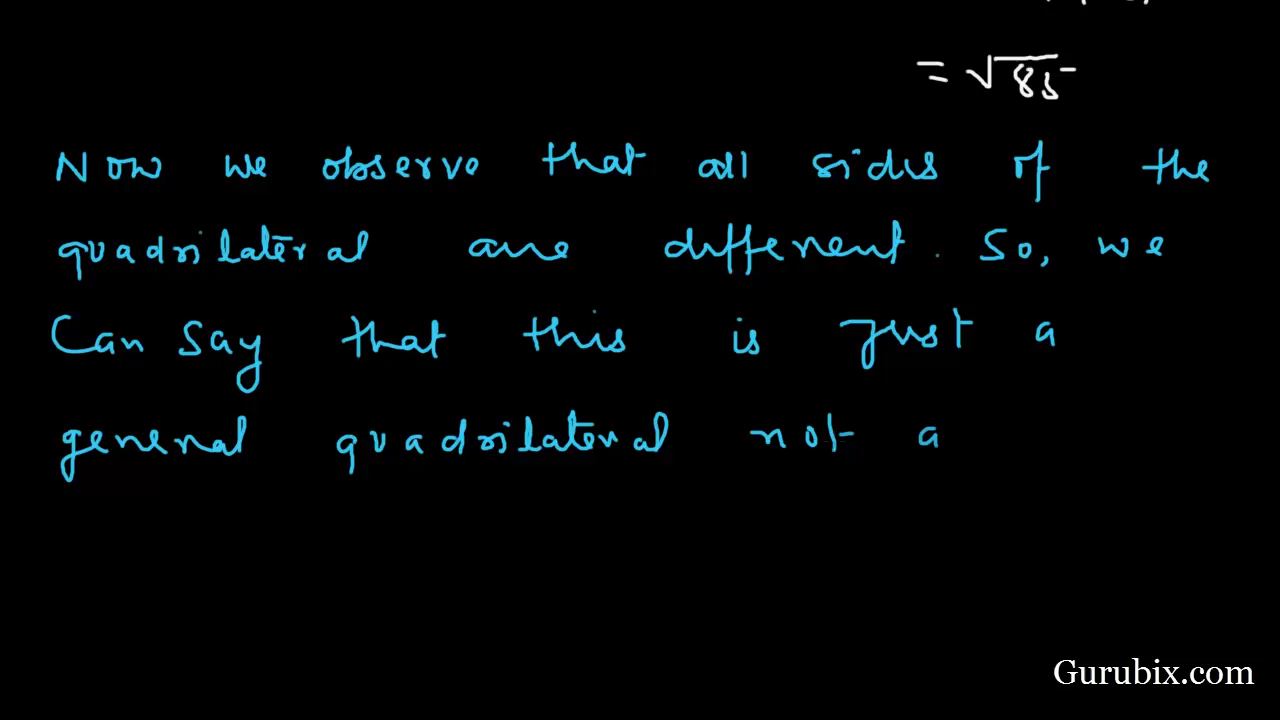 = √85
Now we observe that all sides of the
quadrilateral are different. So, we
Can say that this is just a
general quadrilateral not a
Gurubix.com